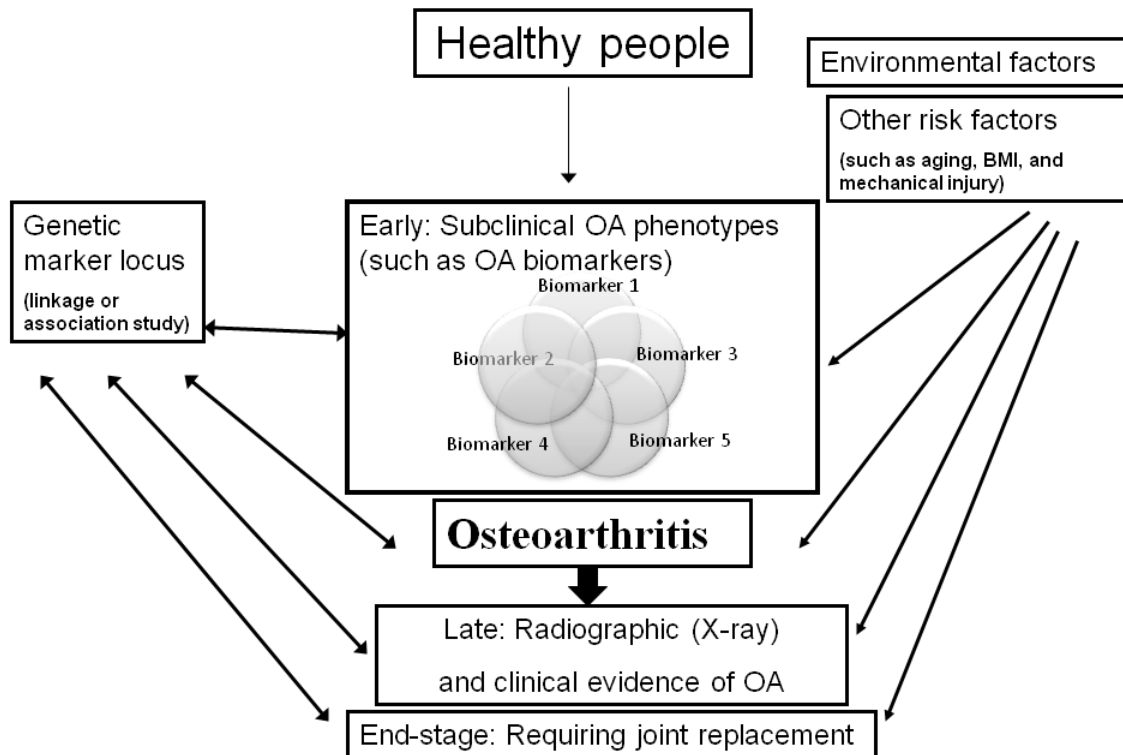 Healthy people
Environmental factors
Other risk factors
(such as aging, BMI, and
mechanical injury)
Genetic
marker locus
(linkage or
association study)
Early: Subclinical OA phenotypes
(such as OA biomarkers)
Biomarker 1
Biomarker 2
Biomarker 3
Biomarker 4
Biomarker 5
Osteoarthritis
Late: Radiographic (X-ray)
and clinical evidence of OA
End-stage: Requiring joint replacement